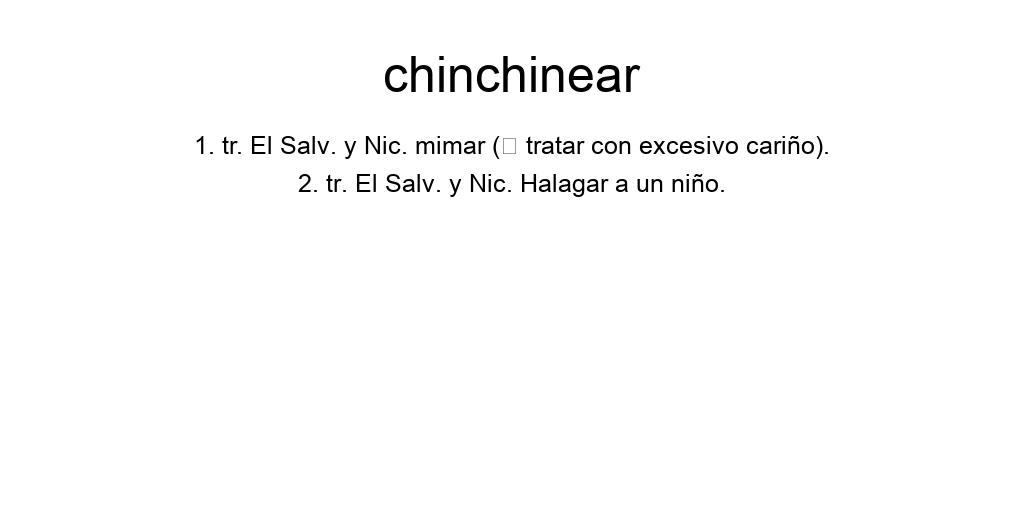 chinchinear
1. tr. El Salv. y Nic. mimar (▯ tratar con excesivo cariño).
2. tr. El Salv. y Nic. Halagar a un niño.